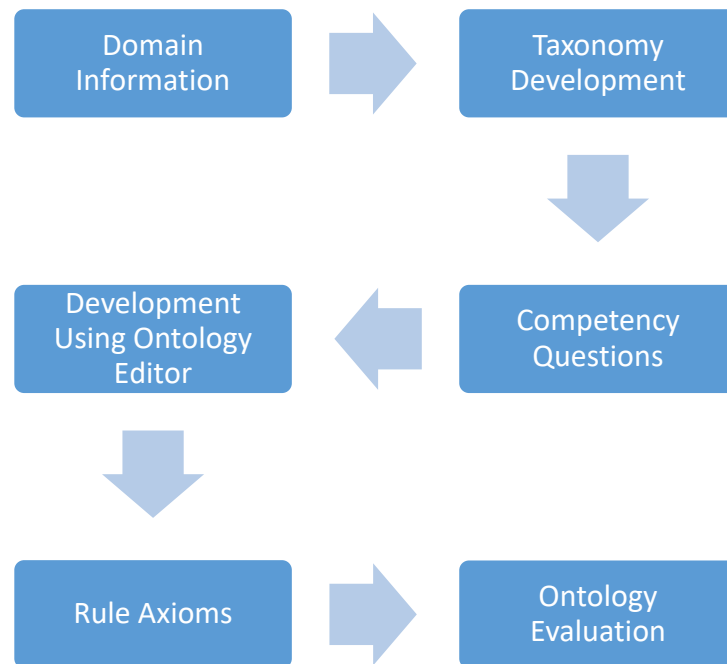 Domain
Information
Taxonomy
Development
Competency
Questions
Development
Using Ontology
Editor
Rule Axioms
Ontology
Evaluation